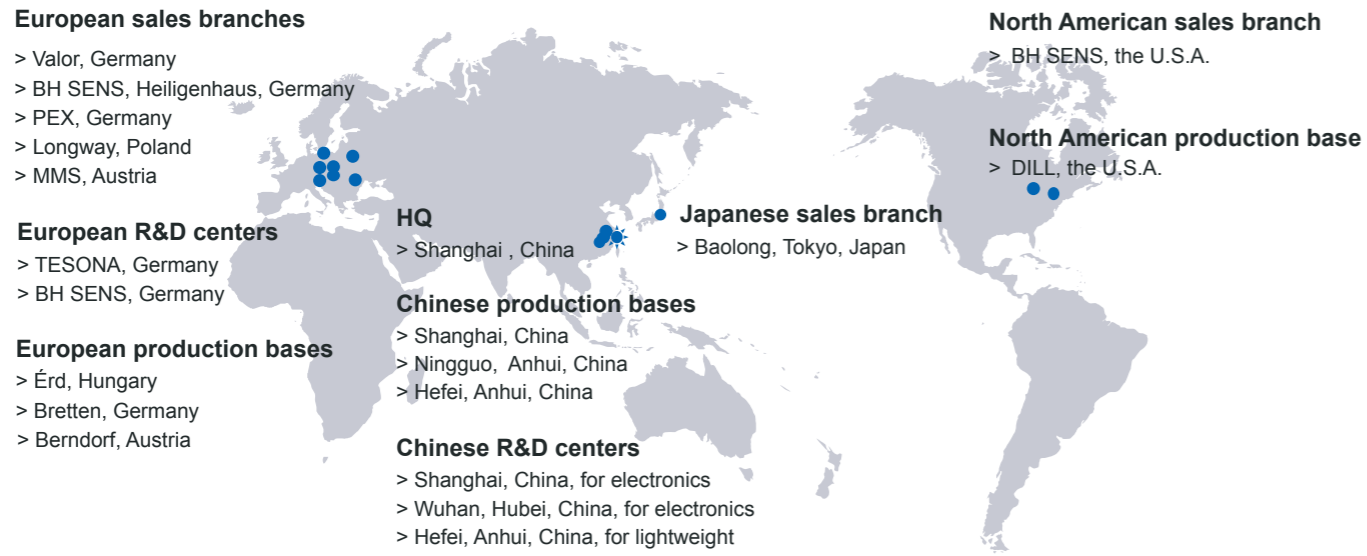 European sales branches
> Valor, Germany
> BH SENS, Heiligenhaus, Germany
> PEX, Germany
> Longway, Poland
> MMS, Austria
European R&D centers
> TESONA, Germany
> BH SENS, Germany
European production bases
> Érd, Hungary
> Bretten, Germany
> Berndorf, Austria
HQ
> Shanghai , China
Chinese production bases
> Shanghai, China
> Ningguo, Anhui, China
> Hefei, Anhui, China
Chinese R&D centers
> Shanghai, China, for electronics
> Wuhan, Hubei, China, for electronics
> Hefei, Anhui, China, for lightweight
Japanese sales branch
> Baolong, Tokyo, Japan
North American sales branch
> BH SENS, the U.S.A.
North American production base
> DILL, the U.S.A.